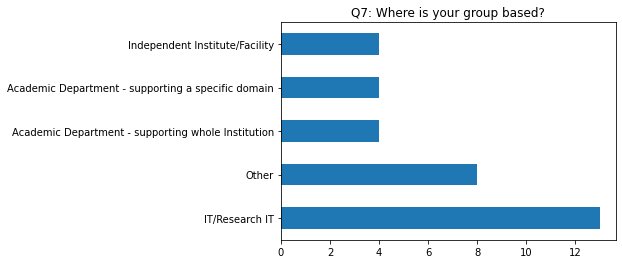 Q7: Where is your group based?
Independent Institute/Facility
Academic Department - supporting a specific domain
Academic Department - supporting whole Institution
Other
IT/Research IT
0 2 4 6 8 10 12